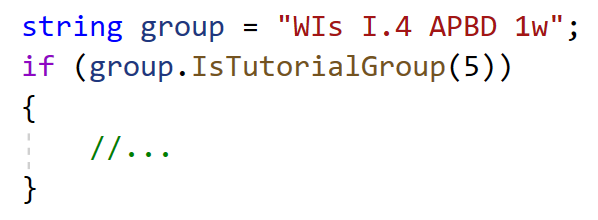 string group = "WIs I.4 APBD 1w";
if (group.IsTutorialGroup(5))
{
//...
}